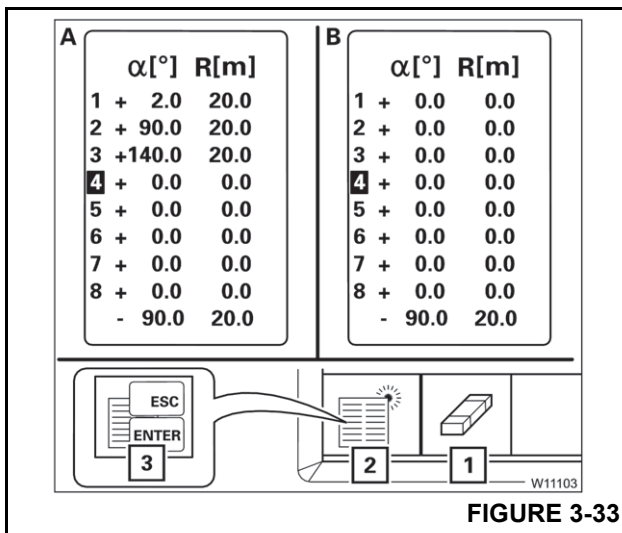 A
α[°] R[m]
1 + 2.0 20.0
2 + 90.0 20.0
3 +140.0 20.0
4 + 0.0 0.0
5 + 0.0 0.0
6 + 0.0 0.0
7 + 0.0 0.0
8 + 0.0 0.0
- 90.0 20.0
B
α[°] R[m]
1 + 0.0 0.0
2 + 0.0 0.0
3 + 0.0 0.0
4 + 0.0 0.0
5 + 0.0 0.0
6 + 0.0 0.0
7 + 0.0 0.0
8 + 0.0 0.0
- 90.0 20.0
ESC
ENTER
3
2
1
W11103
FIGURE 3-33